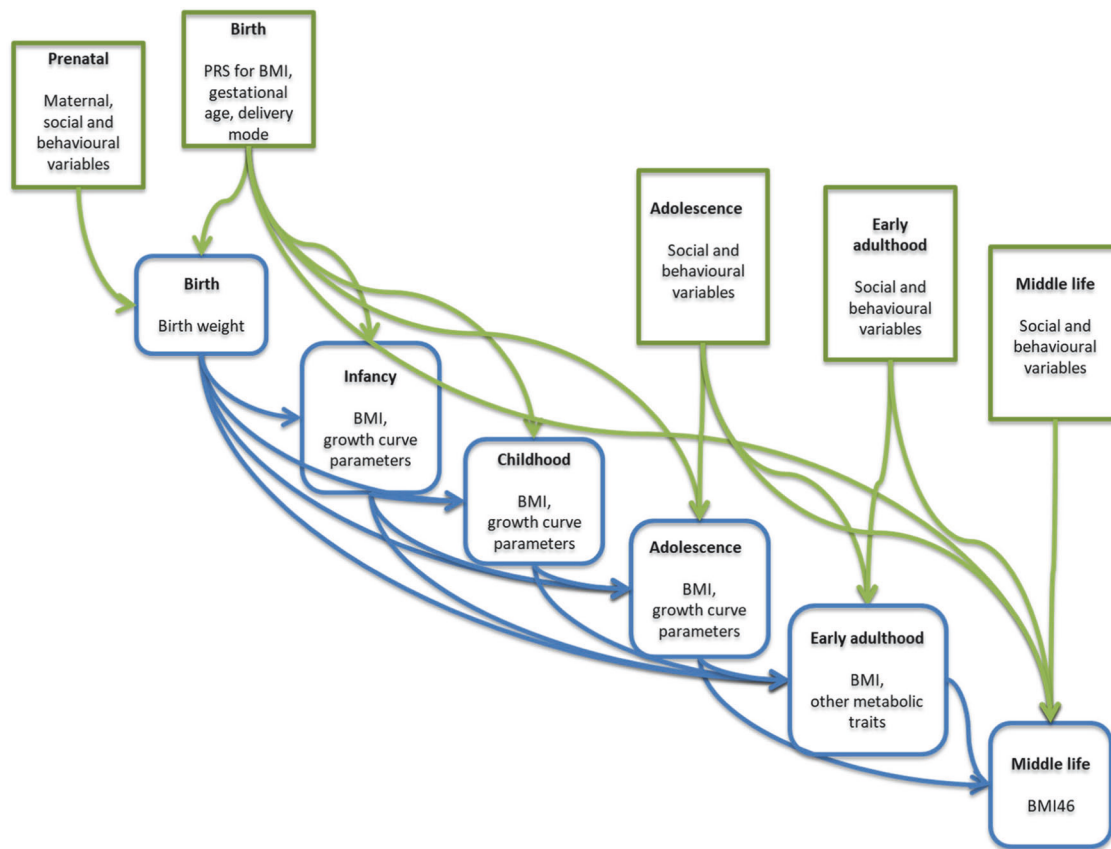 Prenatal
Maternal,
social and
behavioural
variables
Birth
PRS for BMI,
gestational
age, delivery
mode
Adolescence
Social and
behavioural
variables
Early
adulthood
Social and
behavioural
variables
Middle life
Social and
behavioural
variables
Birth
Birth weight
Infancy
BMI,
growth curve
parameters
Childhood
BMI,
growth curve
parameters
Adolescence
BMI,
growth curve
parameters
Early adulthood
BMI,
other metabolic
traits
Middle life
BMI46